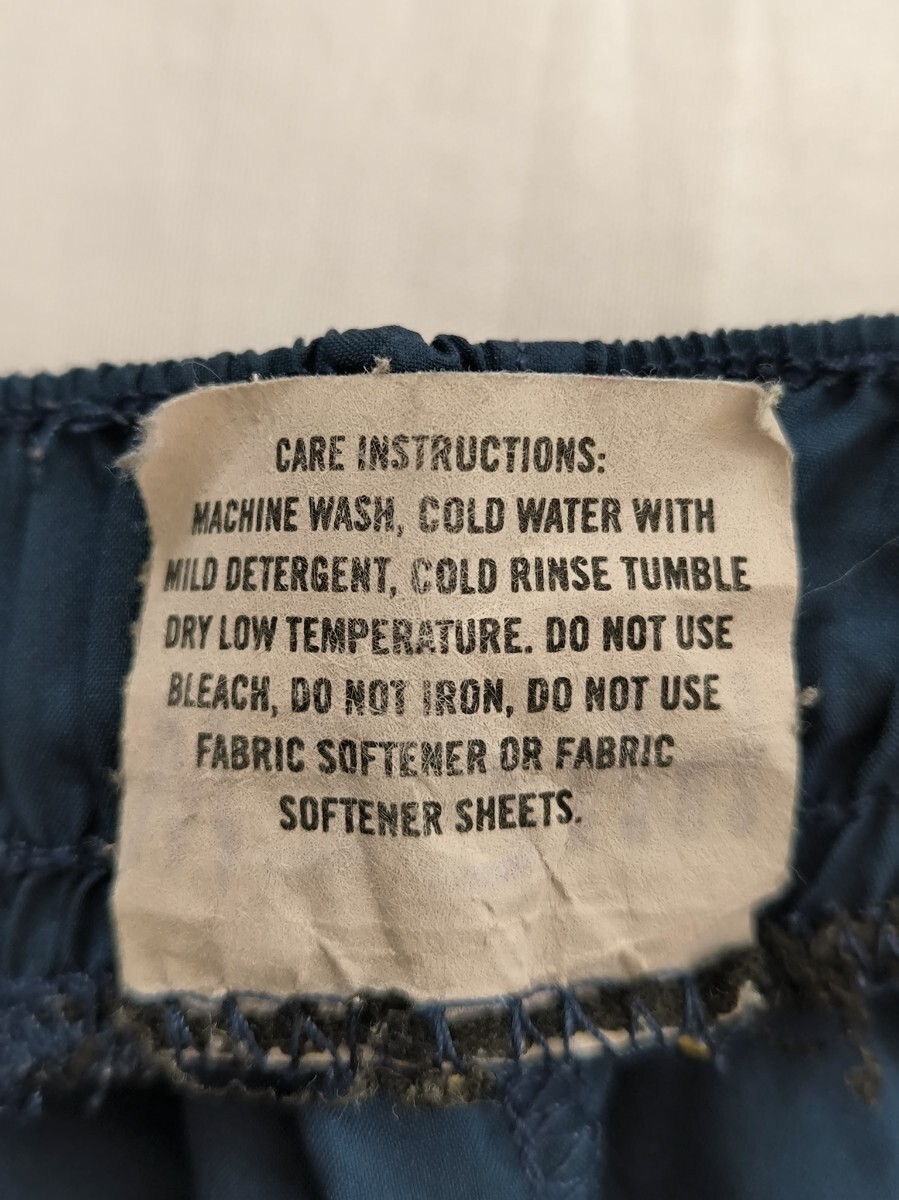 CARE INSTRUCTIONS:
MACHINE WASH, COLD WATER WITH
MILD DETERGENT, COLD RINSE TUMBLE
DRY LOW TEMPERATURE. DO NOT USE
BLEACH, DO NOT IRON, DO NOT USE
FABRIC SOFTENER OR FABRIC
SOFTENER SHEETS.